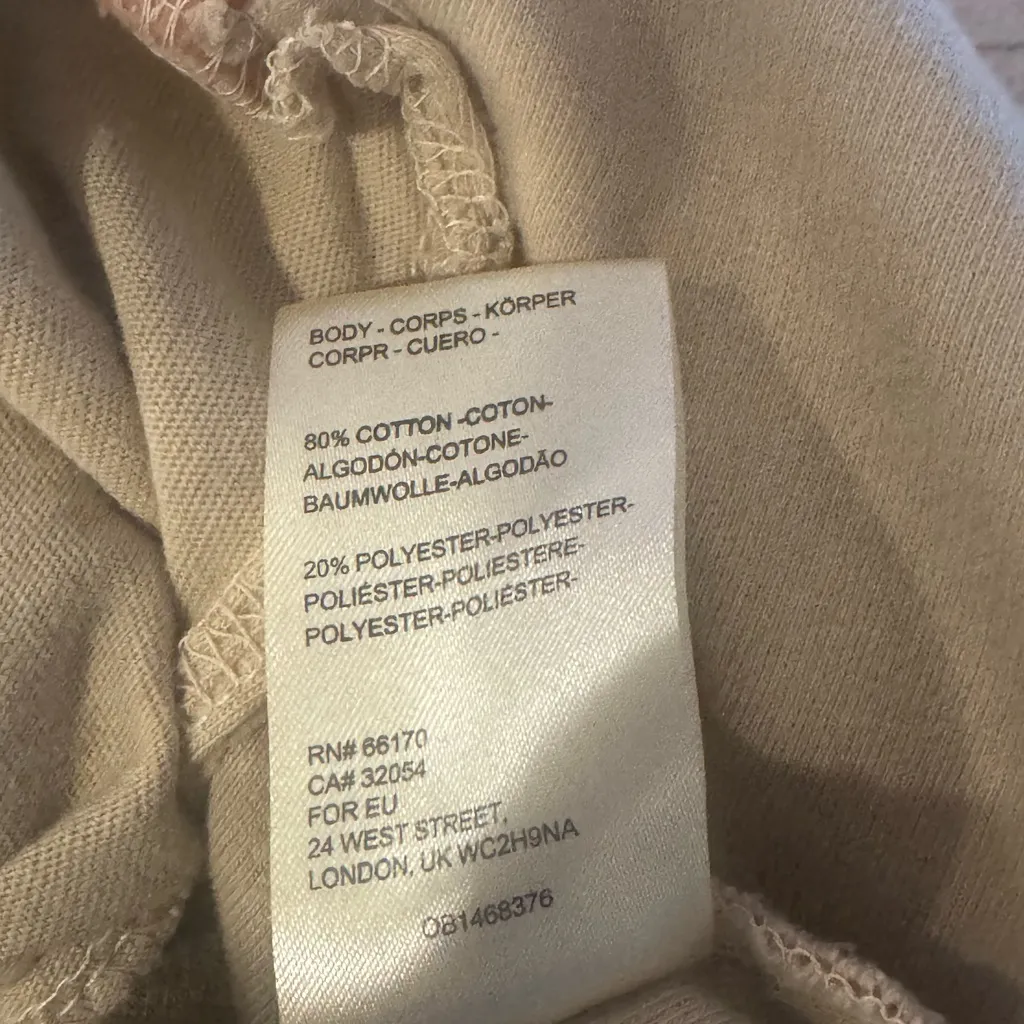 BODY - CORPS - KÖRPER
CORPR - CUERO -
80% COTTON -COTON-
ALGODÓN-COTONE-
BAUMWOLLE-ALGODÃO
20% POLYESTER-POLYESTER-
POLIÉSTER-POLIESTERE-
POLYESTER-POLIÉSTER-
RN# 66170
CA# 32054
FOR EU
24 WEST STREET,
LONDON, UK WC2H9NA
OB1468376